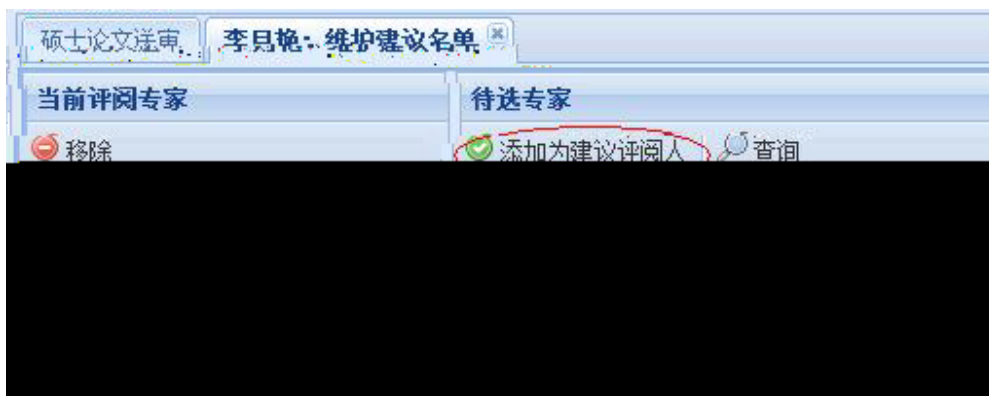 硕士论文送审
李艳：维护建议名单
当前评阅专家
待选专家
移除
添加为建议评阅人
查询